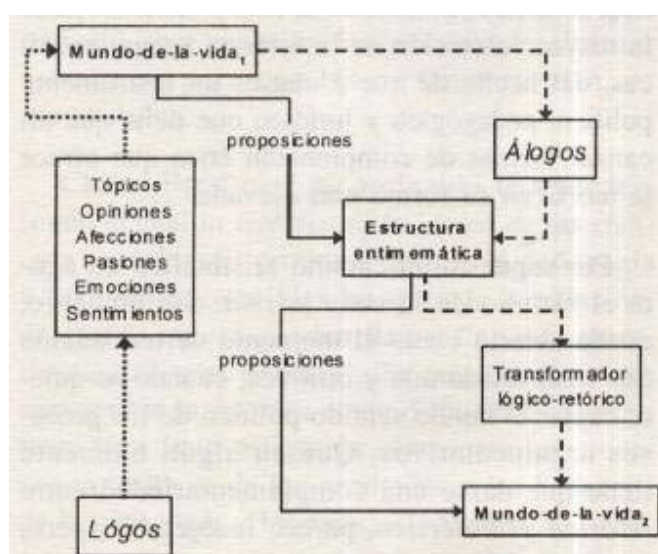 Mundo-de-la-vida₁
Álogos
proposiciones
Tópicos
Opiniones
Afecciones
Pasiones
Emociones
Sentimientos
Estructura
entimemática
proposiciones
Transformador
lógico-retórico
Lógos
Mundo-de-la-vida₂